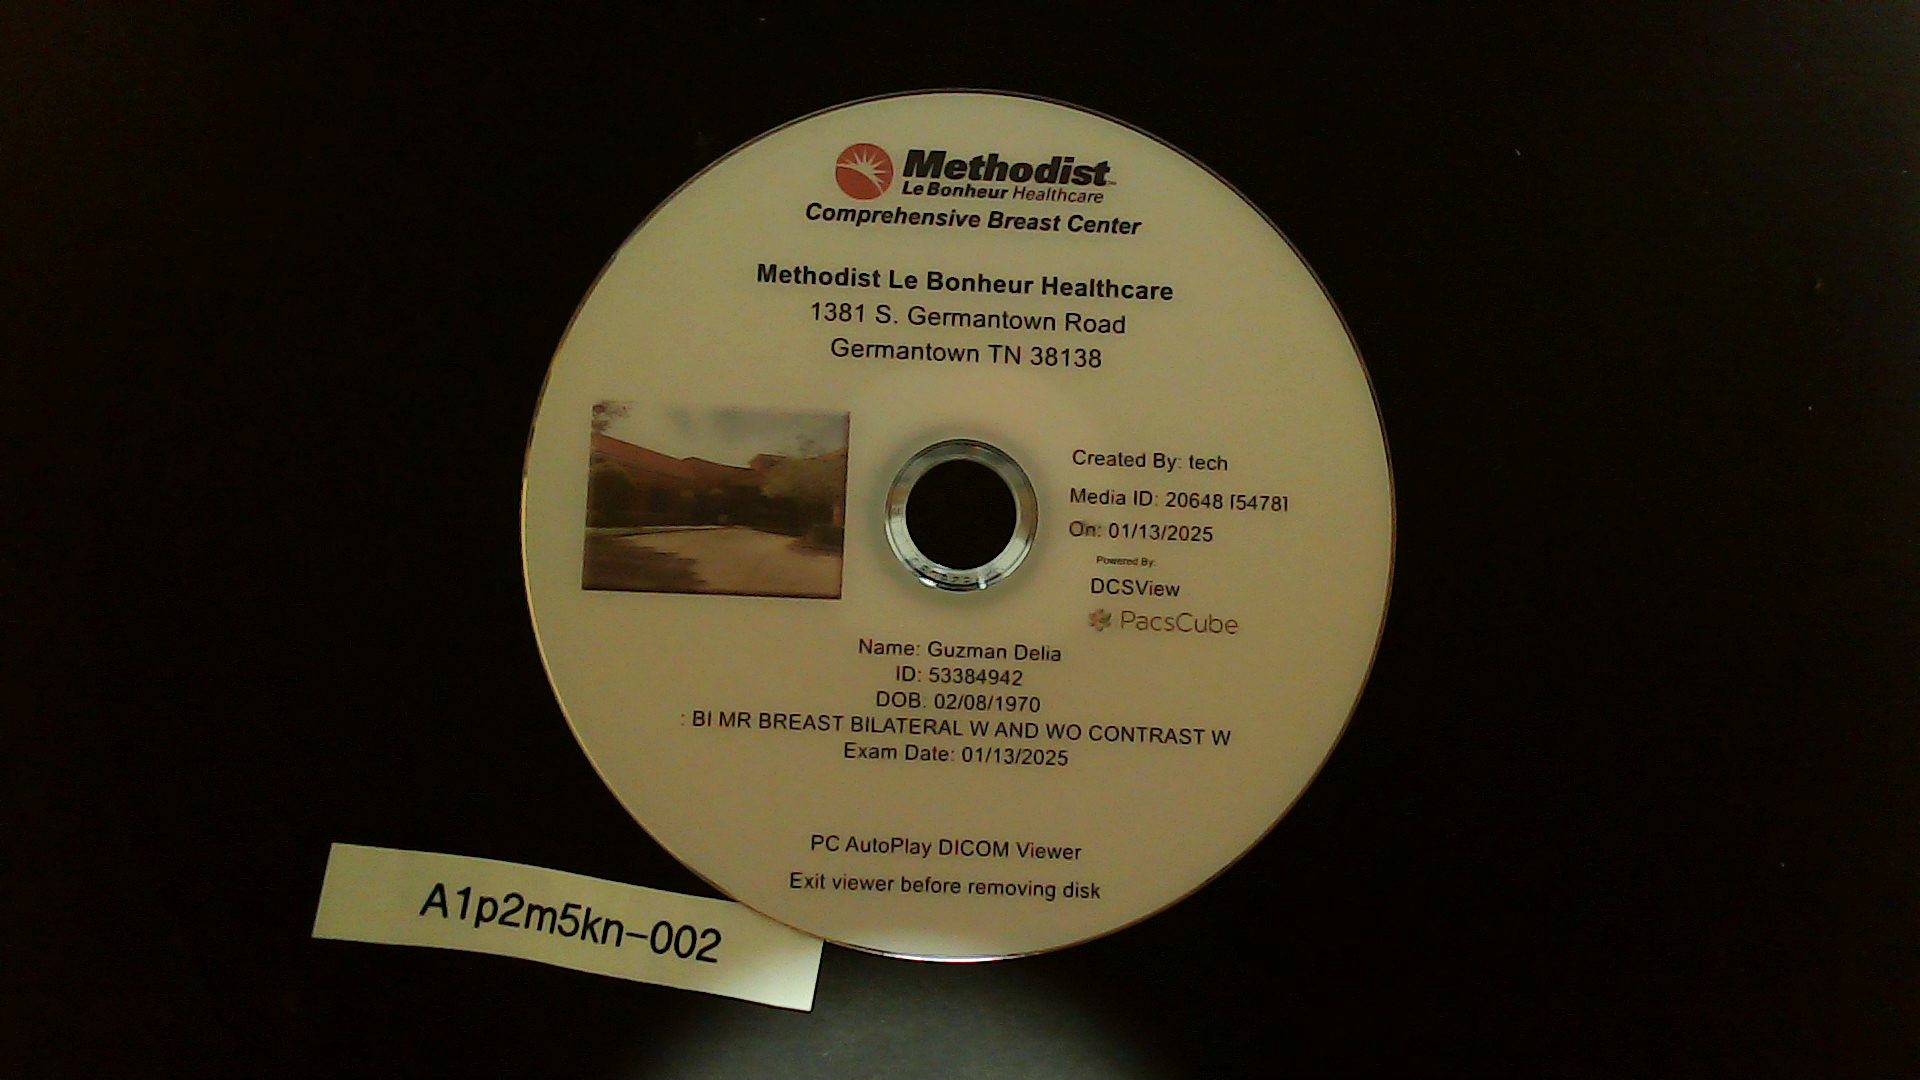 Methodist™
Le Bonheur Healthcare
Comprehensive Breast Center
Methodist Le Bonheur Healthcare
1381 S. Germantown Road
Germantown TN 38138
Created By: tech
Media ID: 20648 [5478]
On: 01/13/2025
Powered By:
DCSView
PacsCube
Name: Guzman Delia
ID: 53384942
DOB: 02/08/1970
: BI MR BREAST BILATERAL W AND WO CONTRAST W
Exam Date: 01/13/2025
PC AutoPlay DICOM Viewer
Exit viewer before removing disk
A1p2m5kn-002